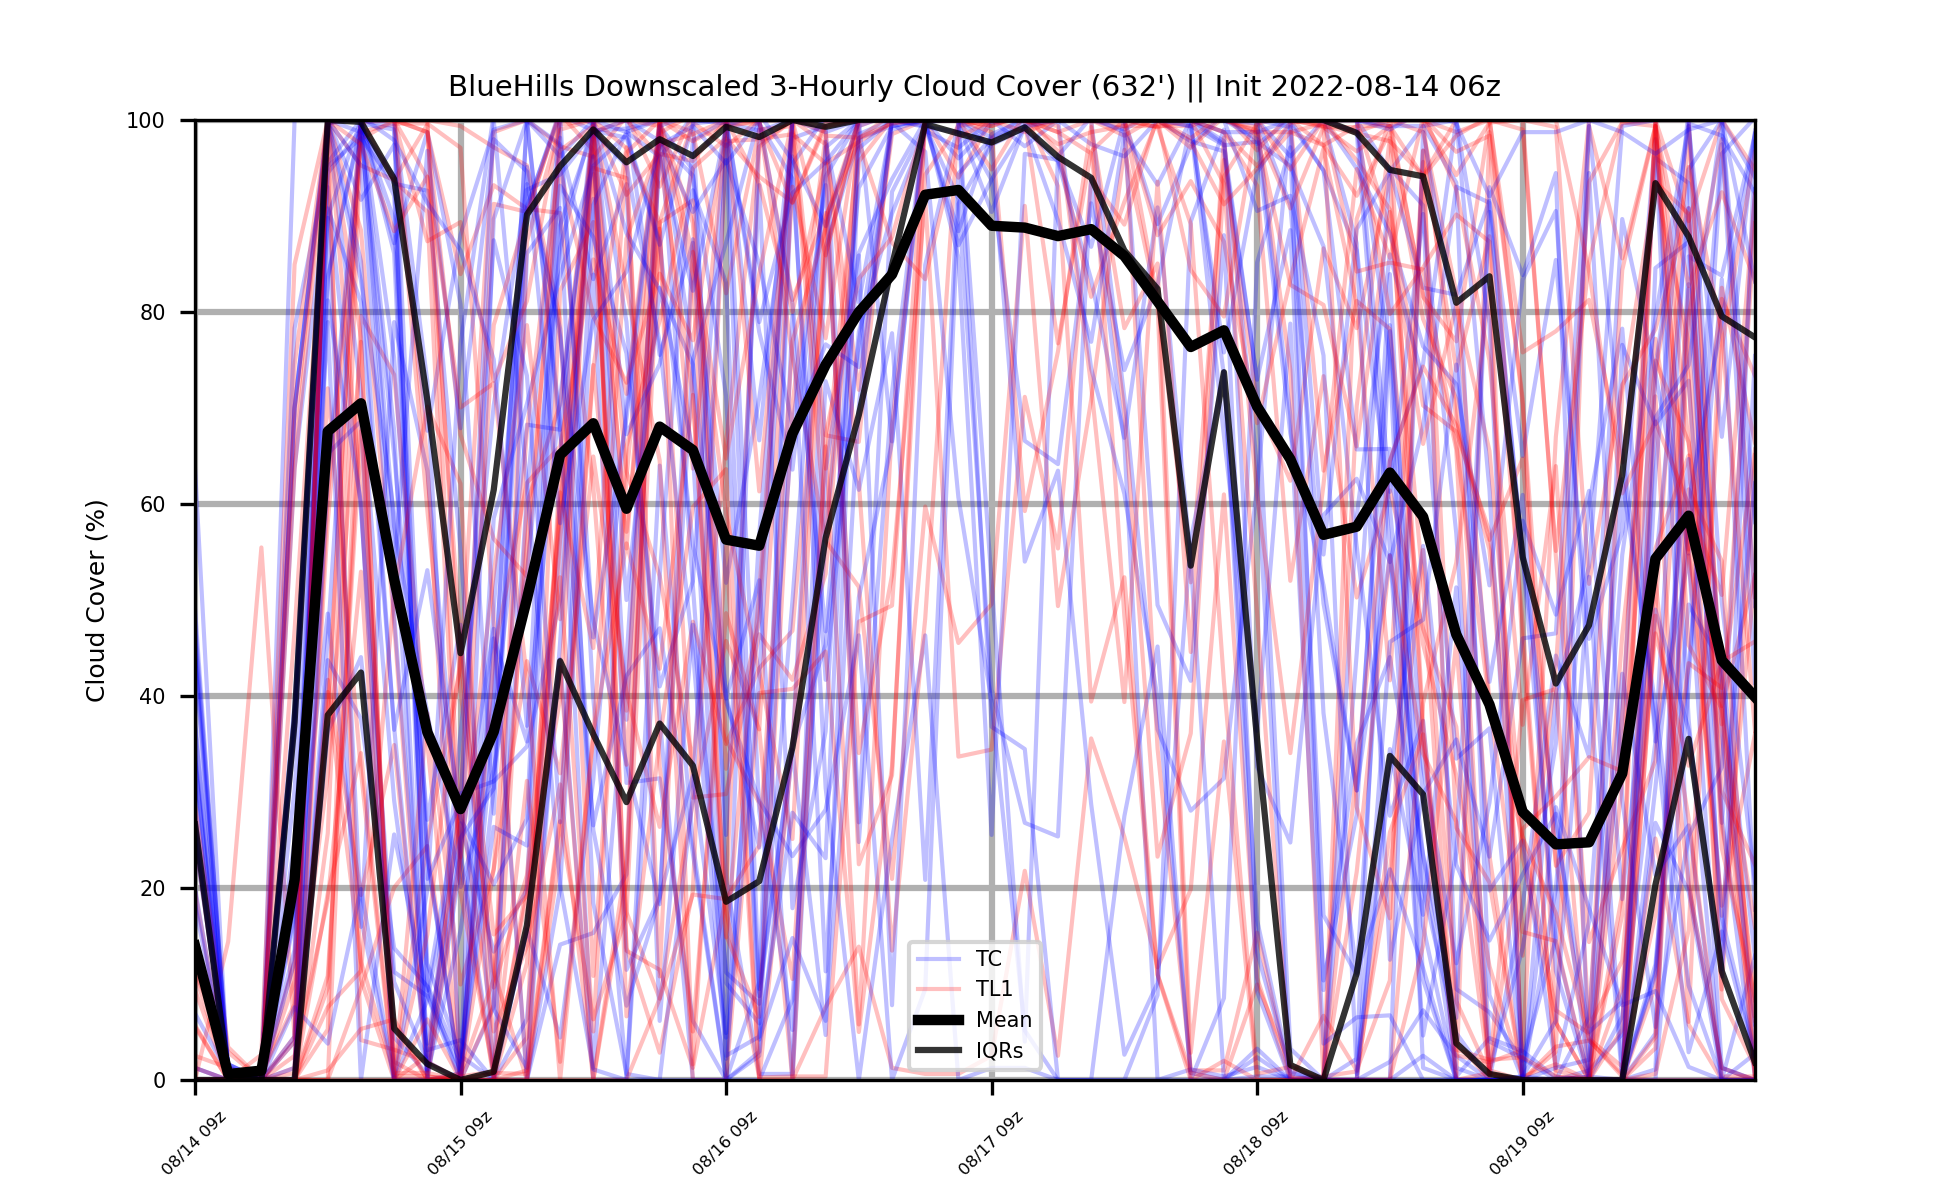 BlueHills Downscaled 3-Hourly Cloud Cover (632') || Init 2022-08-14 06z
Cloud Cover (%)
100
80
60
40
20
0
TC
TL1
Mean
IQRs
08/14 09z
08/15 09z
08/16 09z
08/17 09z
08/18 09z
08/19 09z